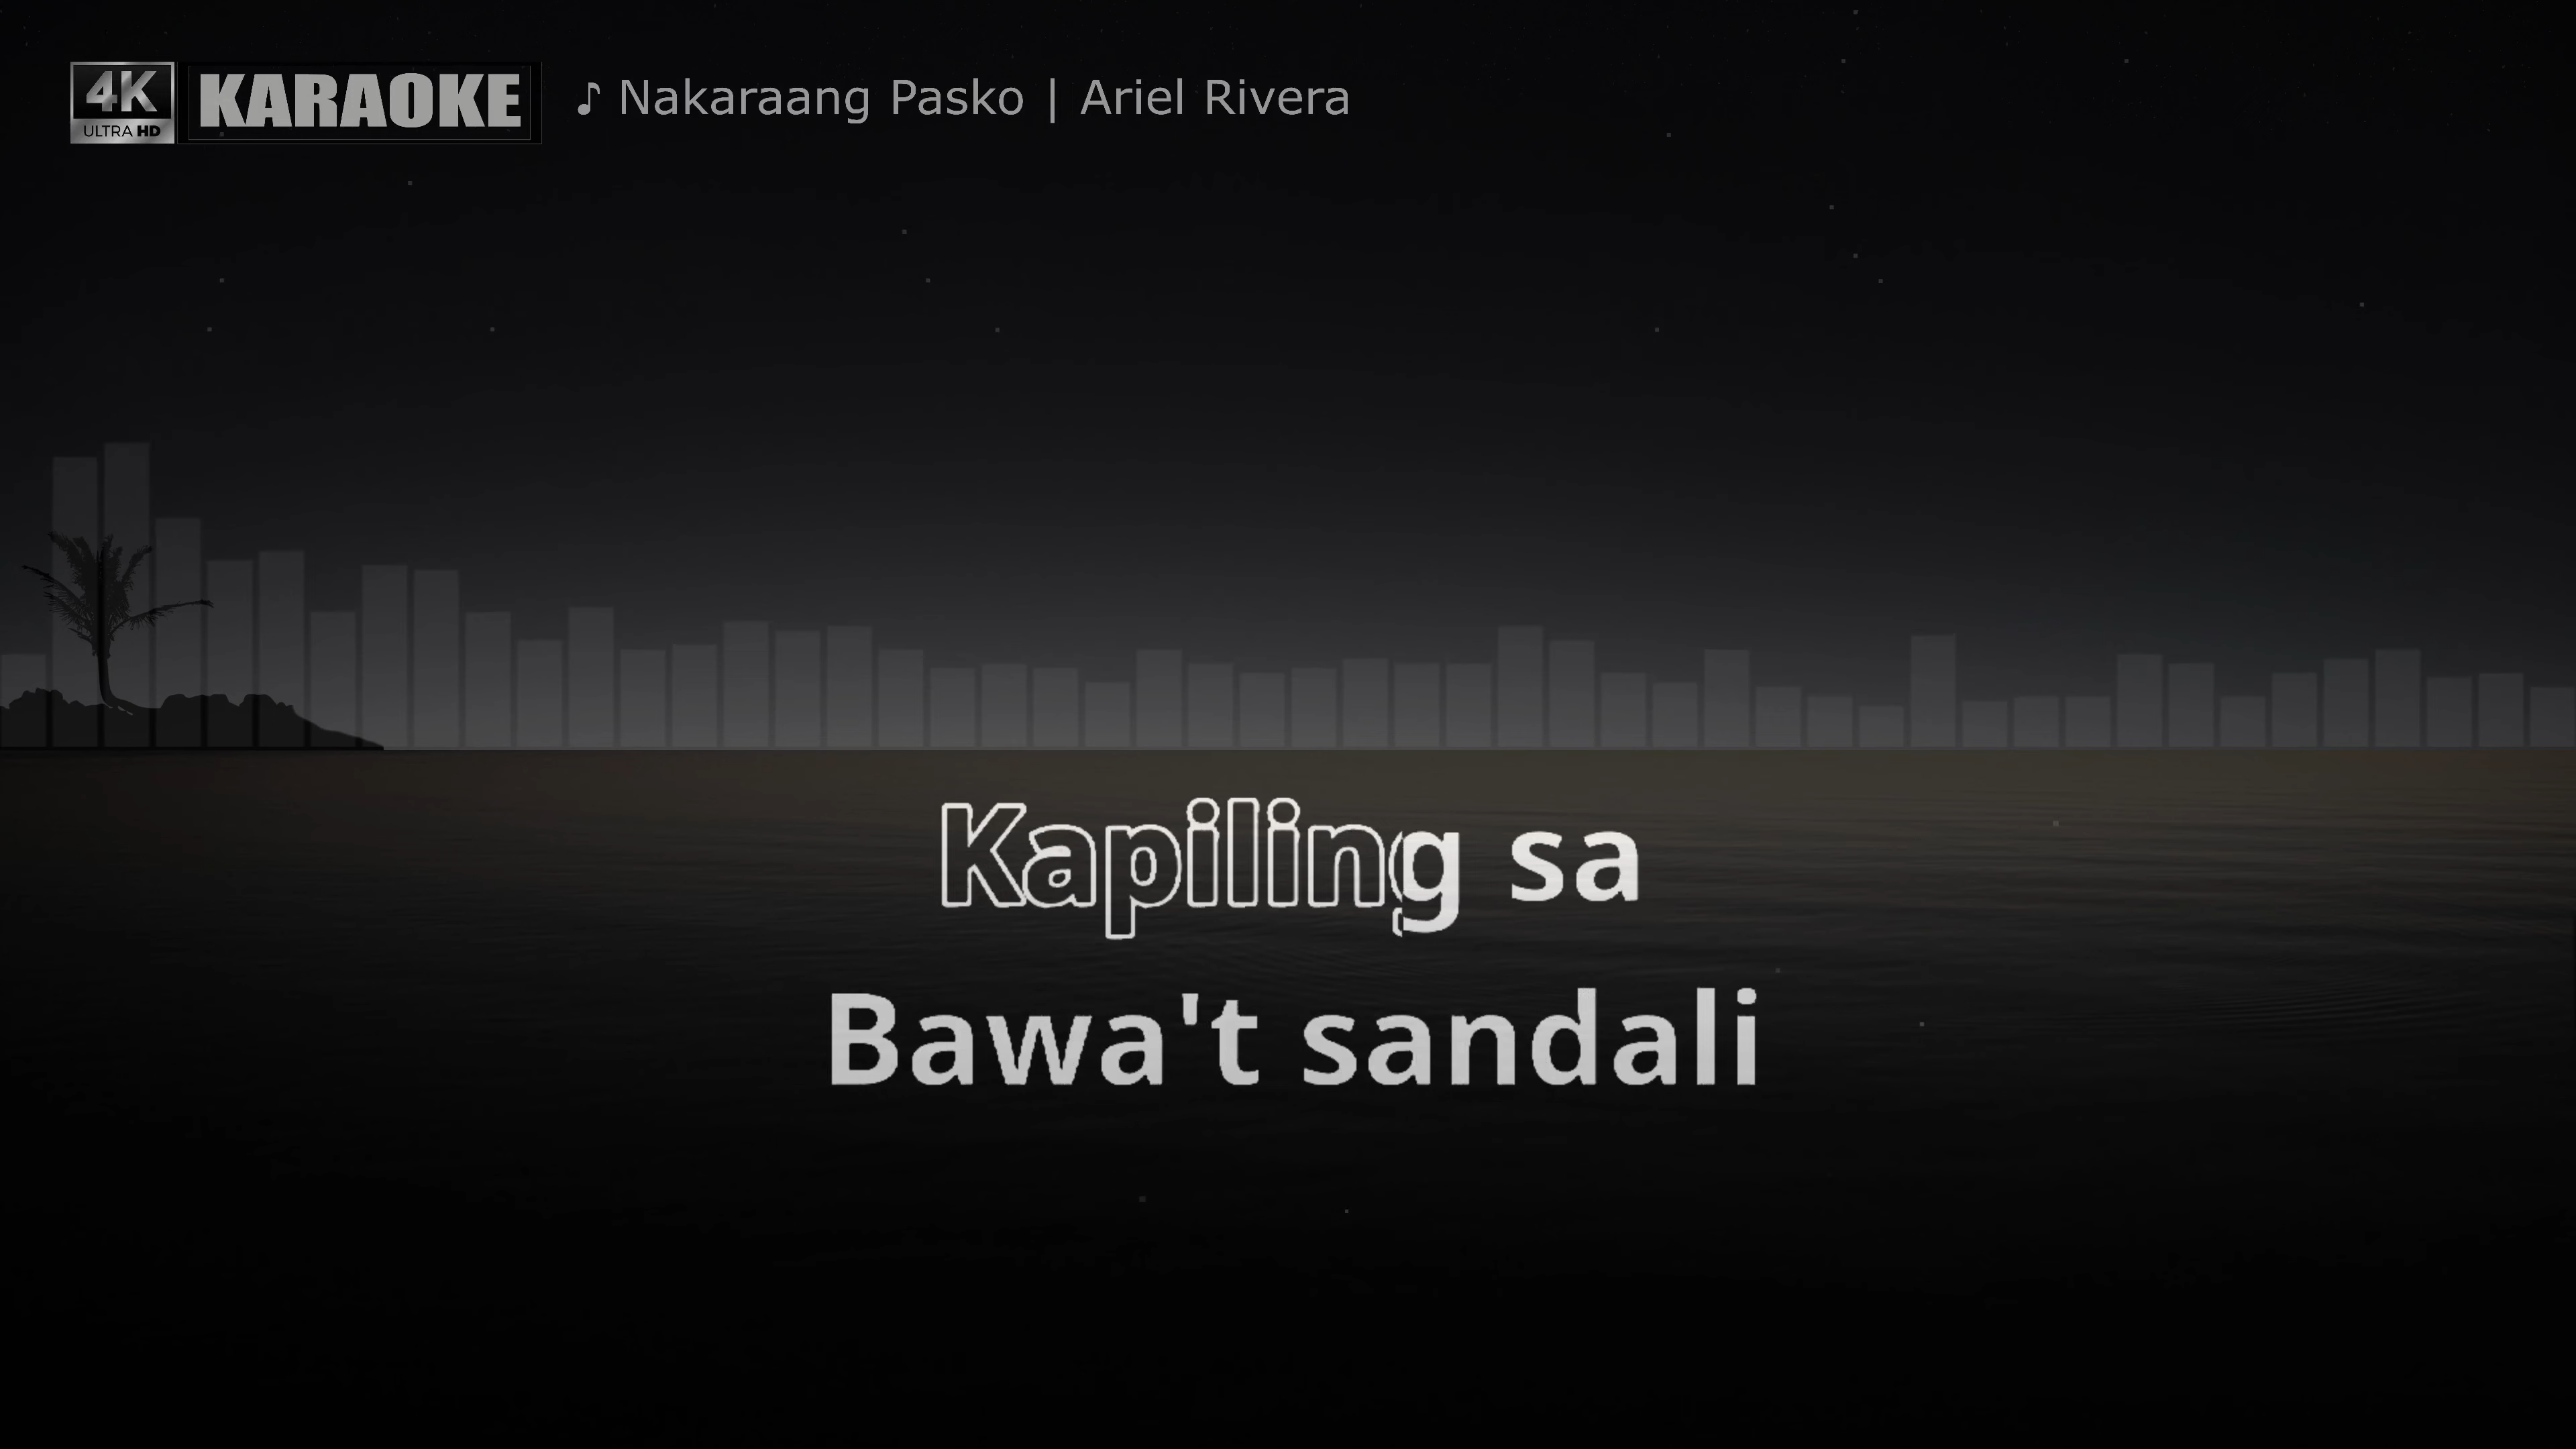 4K
ULTRA HD
KARAOKE
♪ Nakaraang Pasko | Ariel Rivera
Kapiling sa
Bawa't sandali